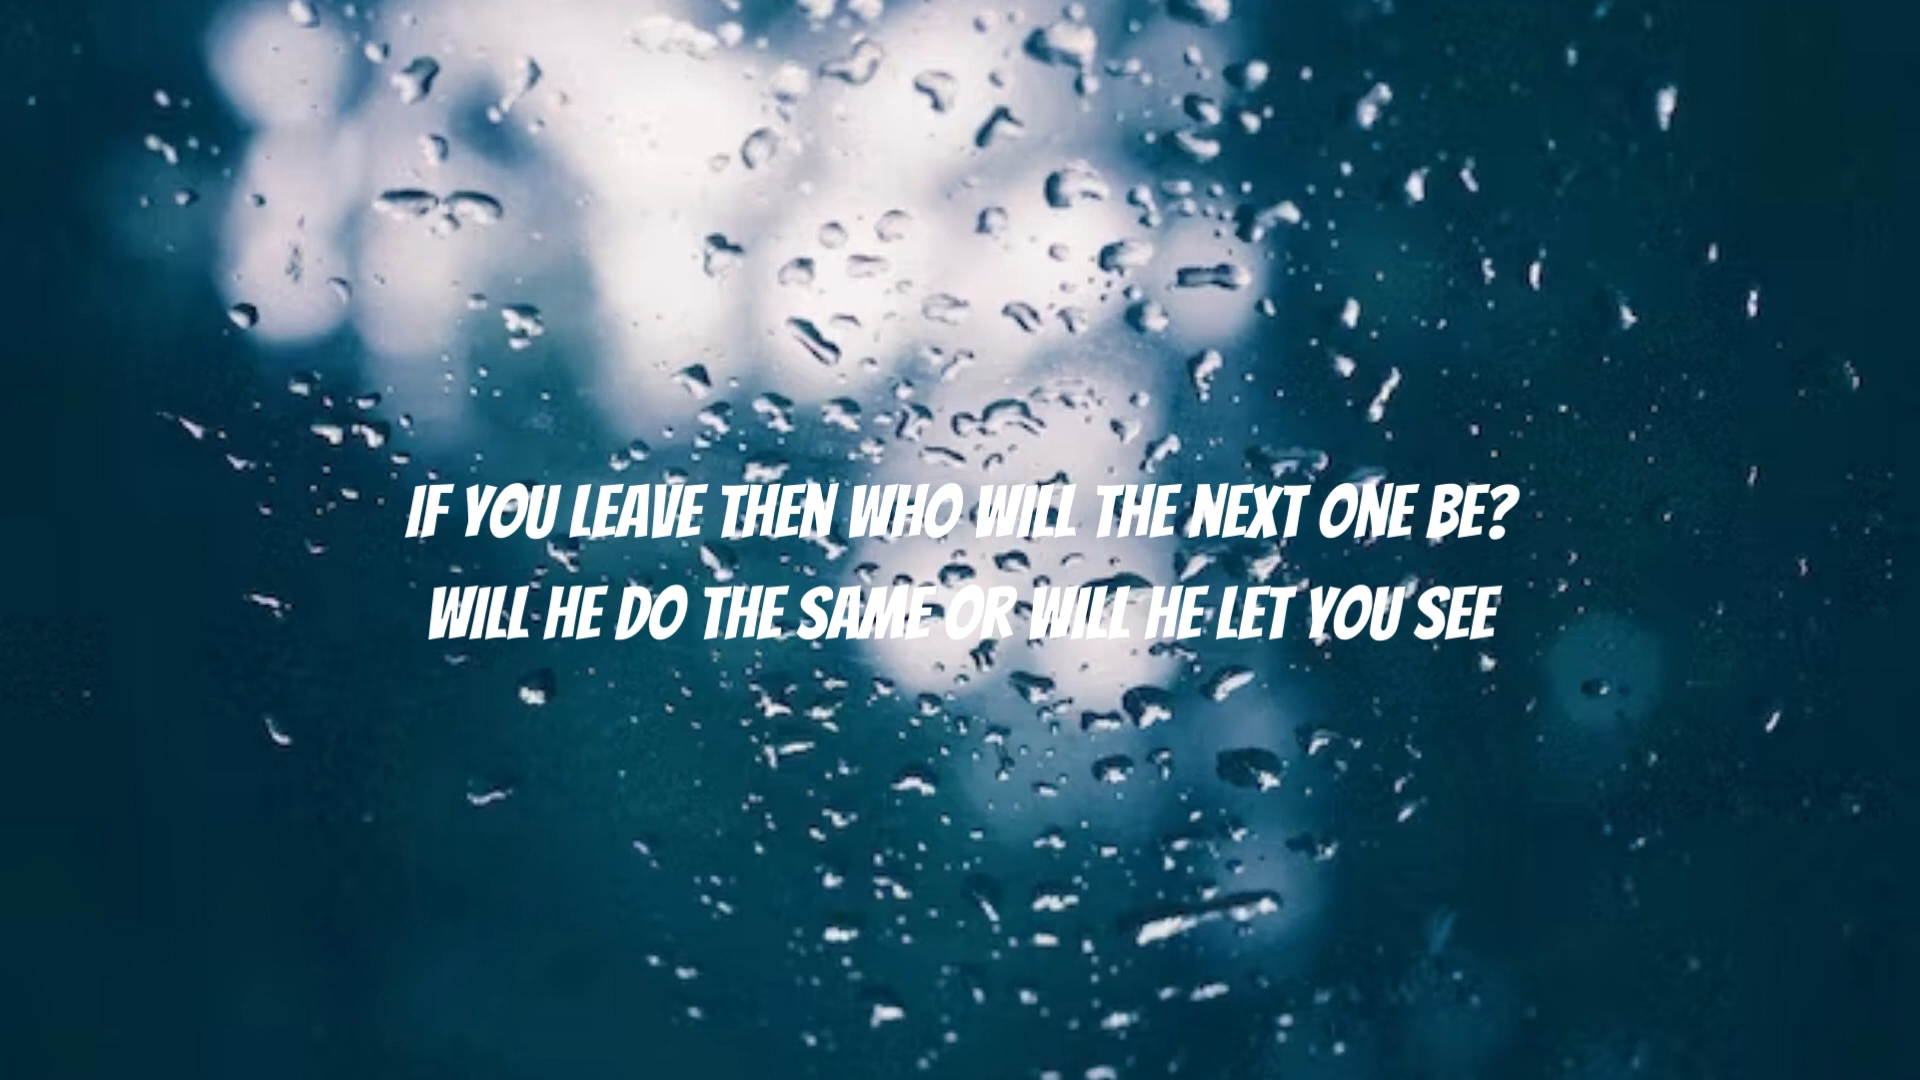 IF YOU LEAVE THEN WHO WILL THE NEXT ONE BE?
WILL HE DO THE SAME OR WILL HE LET YOU SEE